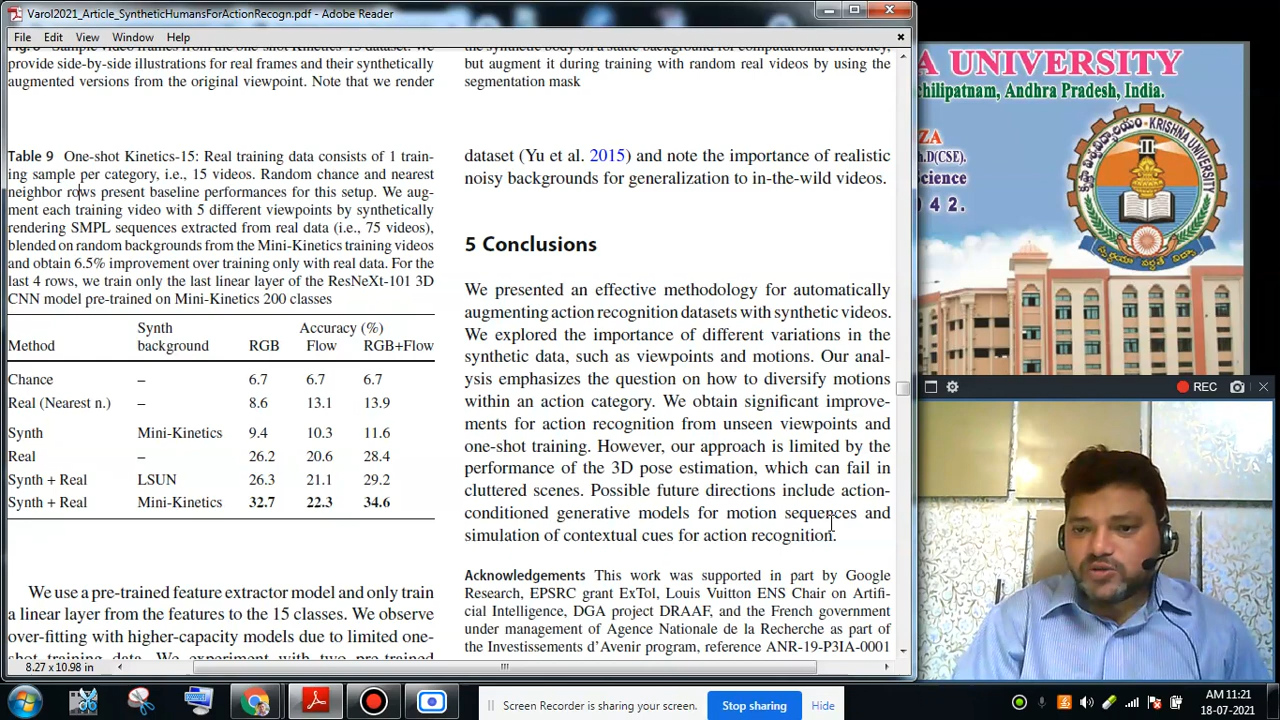 Varol2021_Article_SyntheticHumansForActionRecogn.pdf - Adobe Reader
File Edit View Window Help
provide side-by-side illustrations for real frames and their synthetically
augmented versions from the original viewpoint. Note that we render
the synthetic body on a static background for computational efficiency,
but augment it during training with random real videos by using the
segmentation mask
Table 9 One-shot Kinetics-15: Real training data consists of 1 train-
ing sample per category, i.e., 15 videos. Random chance and nearest
neighbor rows present baseline performances for this setup. We aug-
ment each training video with 5 different viewpoints by synthetically
rendering SMPL sequences extracted from real data (i.e., 75 videos),
blended on random backgrounds from the Mini-Kinetics training videos
and obtain 6.5% improvement over training only with real data. For the
last 4 rows, we train only the last linear layer of the ResNeXt-101 3D
CNN model pre-trained on Mini-Kinetics 200 classes
Method Synth background Accuracy (%)
RGB Flow RGB+Flow
Chance – 6.7 6.7 6.7
Real (Nearest n.) – 8.6 13.1 13.9
Synth Mini-Kinetics 9.4 10.3 11.6
Real – 26.2 20.6 28.4
Synth + Real LSUN 26.3 21.1 29.2
Synth + Real Mini-Kinetics 32.7 22.3 34.6
We use a pre-trained feature extractor model and only train
a linear layer from the features to the 15 classes. We observe
over-fitting with higher-capacity models due to limited one-
shot training data. We experiment with two pre-trained
dataset (Yu et al. 2015) and note the importance of realistic
noisy backgrounds for generalization to in-the-wild videos.
5 Conclusions
We presented an effective methodology for automatically
augmenting action recognition datasets with synthetic videos.
We explored the importance of different variations in the
synthetic data, such as viewpoints and motions. Our anal-
ysis emphasizes the question on how to diversify motions
within an action category. We obtain significant improve-
ments for action recognition from unseen viewpoints and
one-shot training. However, our approach is limited by the
performance of the 3D pose estimation, which can fail in
cluttered scenes. Possible future directions include action-
conditioned generative models for motion sequences and
simulation of contextual cues for action recognition.
Acknowledgements This work was supported in part by Google
Research, EPSRC grant ExTol, Louis Vuitton ENS Chair on Artifi-
cial Intelligence, DGA project DRAAF, and the French government
under management of Agence Nationale de la Recherche as part of
the Investissements d'Avenir program, reference ANR-19-P3IA-0001
8.27 x 10.98 in
A UNIVERSITY
chilipatnam, Andhra Pradesh, India.
ZA
Ph.D(CSE).
042.
KRISHNA
REC
Screen Recorder is sharing your screen.
Stop sharing
Hide
AM 11:21
18-07-2021